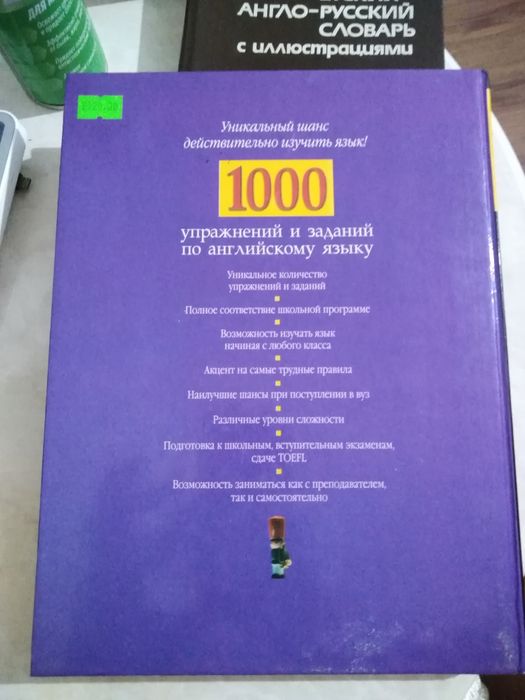 АНГЛО-РУССКИЙ
СЛОВАРЬ
с иллюстрациями
Уникальный шанс
действительно изучить язык!
1000
упражнений и заданий
по английскому языку
Уникальное количество
упражнений и заданий
Полное соответствие школьной программе
Возможность изучать язык
начиная с любого класса
Акцент на самые трудные правила
Наилучшие шансы при поступлении в вуз
Различные уровни сложности
Подготовка к школьным, вступительным экзаменам,
сдаче TOEFL
Возможность заниматься как с преподавателем,
так и самостоятельно